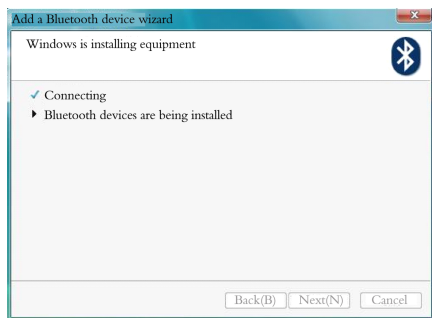 Add a Bluetooth device wizard
Windows is installing equipment
Connecting
Bluetooth devices are being installed
Back(B) Next(N) Cancel